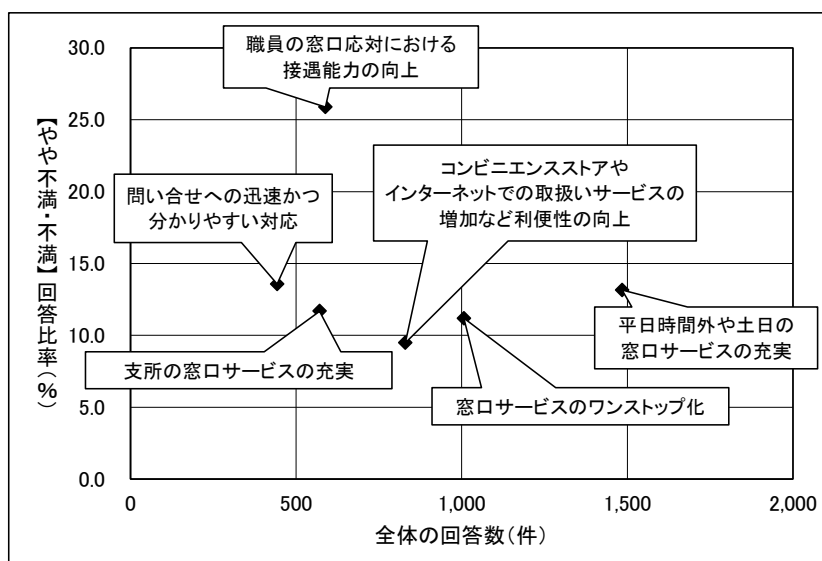 【やや不満・不満】回答比率(%)
30.0
25.0
20.0
15.0
10.0
5.0
0.0
職員の窓口応対における
接遇能力の向上
コンビニエンスストアや
インターネットでの取扱いサービスの
増加など利便性の向上
問い合せへの迅速かつ
分かりやすい対応
平日時間外や土日の
窓口サービスの充実
支所の窓口サービスの充実
窓口サービスのワンストップ化
0
500
1,000
1,500
2,000
全体の回答数(件)